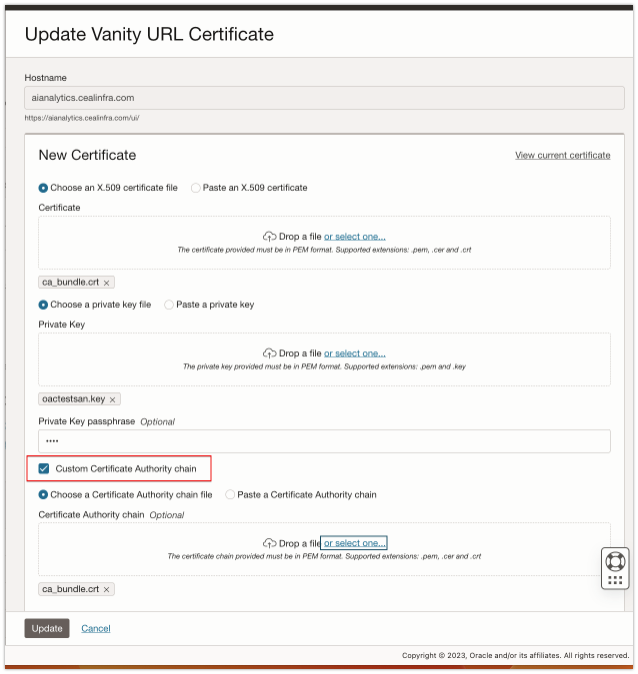 Update Vanity URL Certificate
Hostname
aianalytics.cealinfra.com
https://aianalytics.cealinfra.com/ui/
New Certificate
View current certificate
Choose an X.509 certificate file Paste an X.509 certificate
Certificate
Drop a file or select one...
The certificate provided must be in PEM format. Supported extensions: .pem, .cer and .crt
ca_bundle.crt ×
Choose a private key file Paste a private key
Private Key
Drop a file or select one...
The private key provided must be in PEM format. Supported extensions: .pem and .key
oactestsan.key ×
Private Key passphrase Optional
••••
Custom Certificate Authority chain
Choose a Certificate Authority chain file Paste a Certificate Authority chain
Certificate Authority chain Optional
Drop a file or select one...
The certificate chain provided must be in PEM format. Supported extensions: .pem, .cer and .crt
ca_bundle.crt ×
Update Cancel
Copyright © 2023, Oracle and/or its affiliates. All rights reserved.